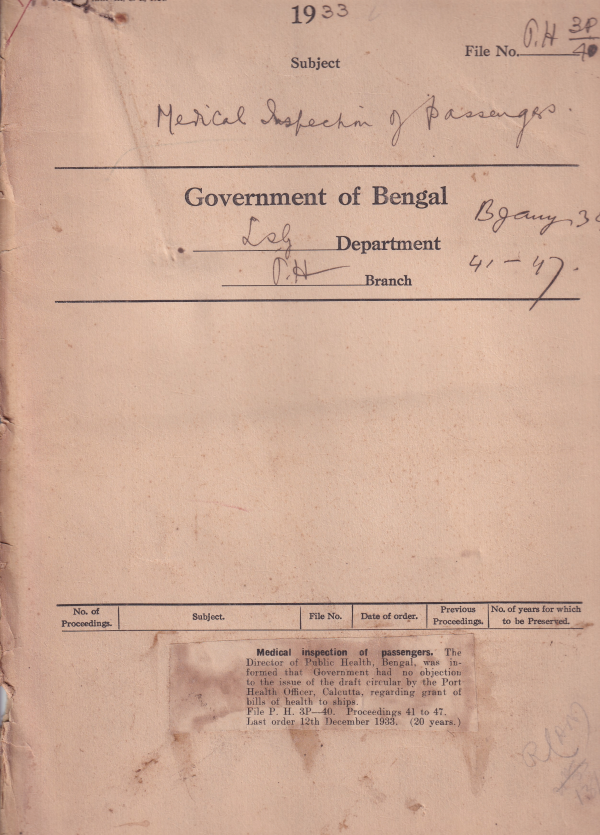 1933
File No. P.H 3P/40
Subject
Medical Inspection of Passengers.
Government of Bengal
LSG Department
P.H Branch
B Jany 3
41 - 47.
No. of Proceedings. Subject. File No. Date of order. Previous Proceedings. No. of years for which to be Preserved.
Medical inspection of passengers. The
Director of Public Health, Bengal, was in-
formed that Government had no objection
to the issue of the draft circular by the Port
Health Officer, Calcutta, regarding grant of
bills of health to ships.
File P. H. 3P—40. Proceedings 41 to 47.
Last order 12th December 1933. (20 years.)